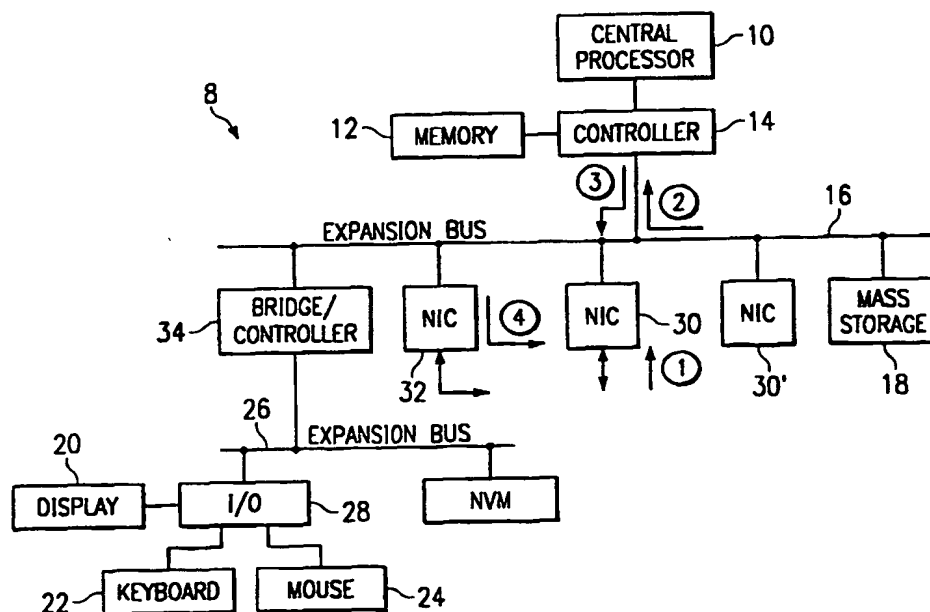 CENTRAL
PROCESSOR
10
8
12
MEMORY
CONTROLLER
14
3
2
16
EXPANSION BUS
BRIDGE/
CONTROLLER
34
NIC
32
4
NIC
30
1
NIC
30'
MASS
STORAGE
18
26
EXPANSION BUS
20
DISPLAY
I/O
28
NVM
22
KEYBOARD
MOUSE
24